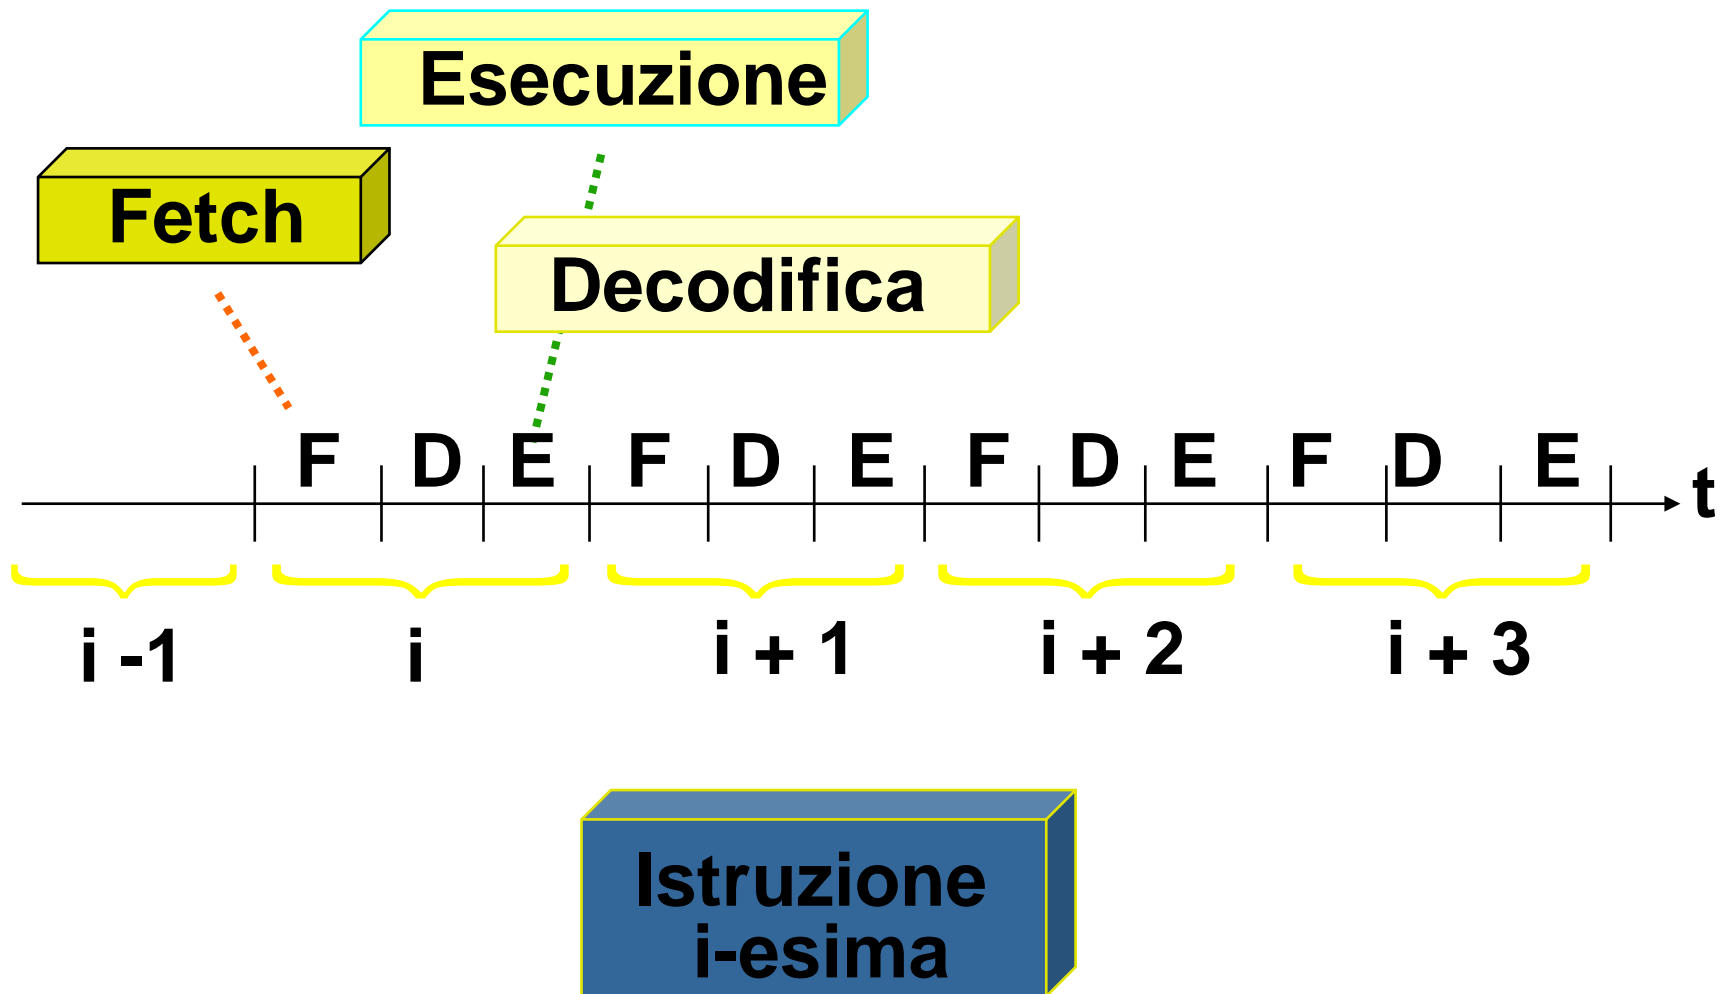 Esecuzione
Fetch
Decodifica
F D E F D E F D E F D E
t
i -1 i i + 1 i + 2 i + 3
Istruzione
i-esima